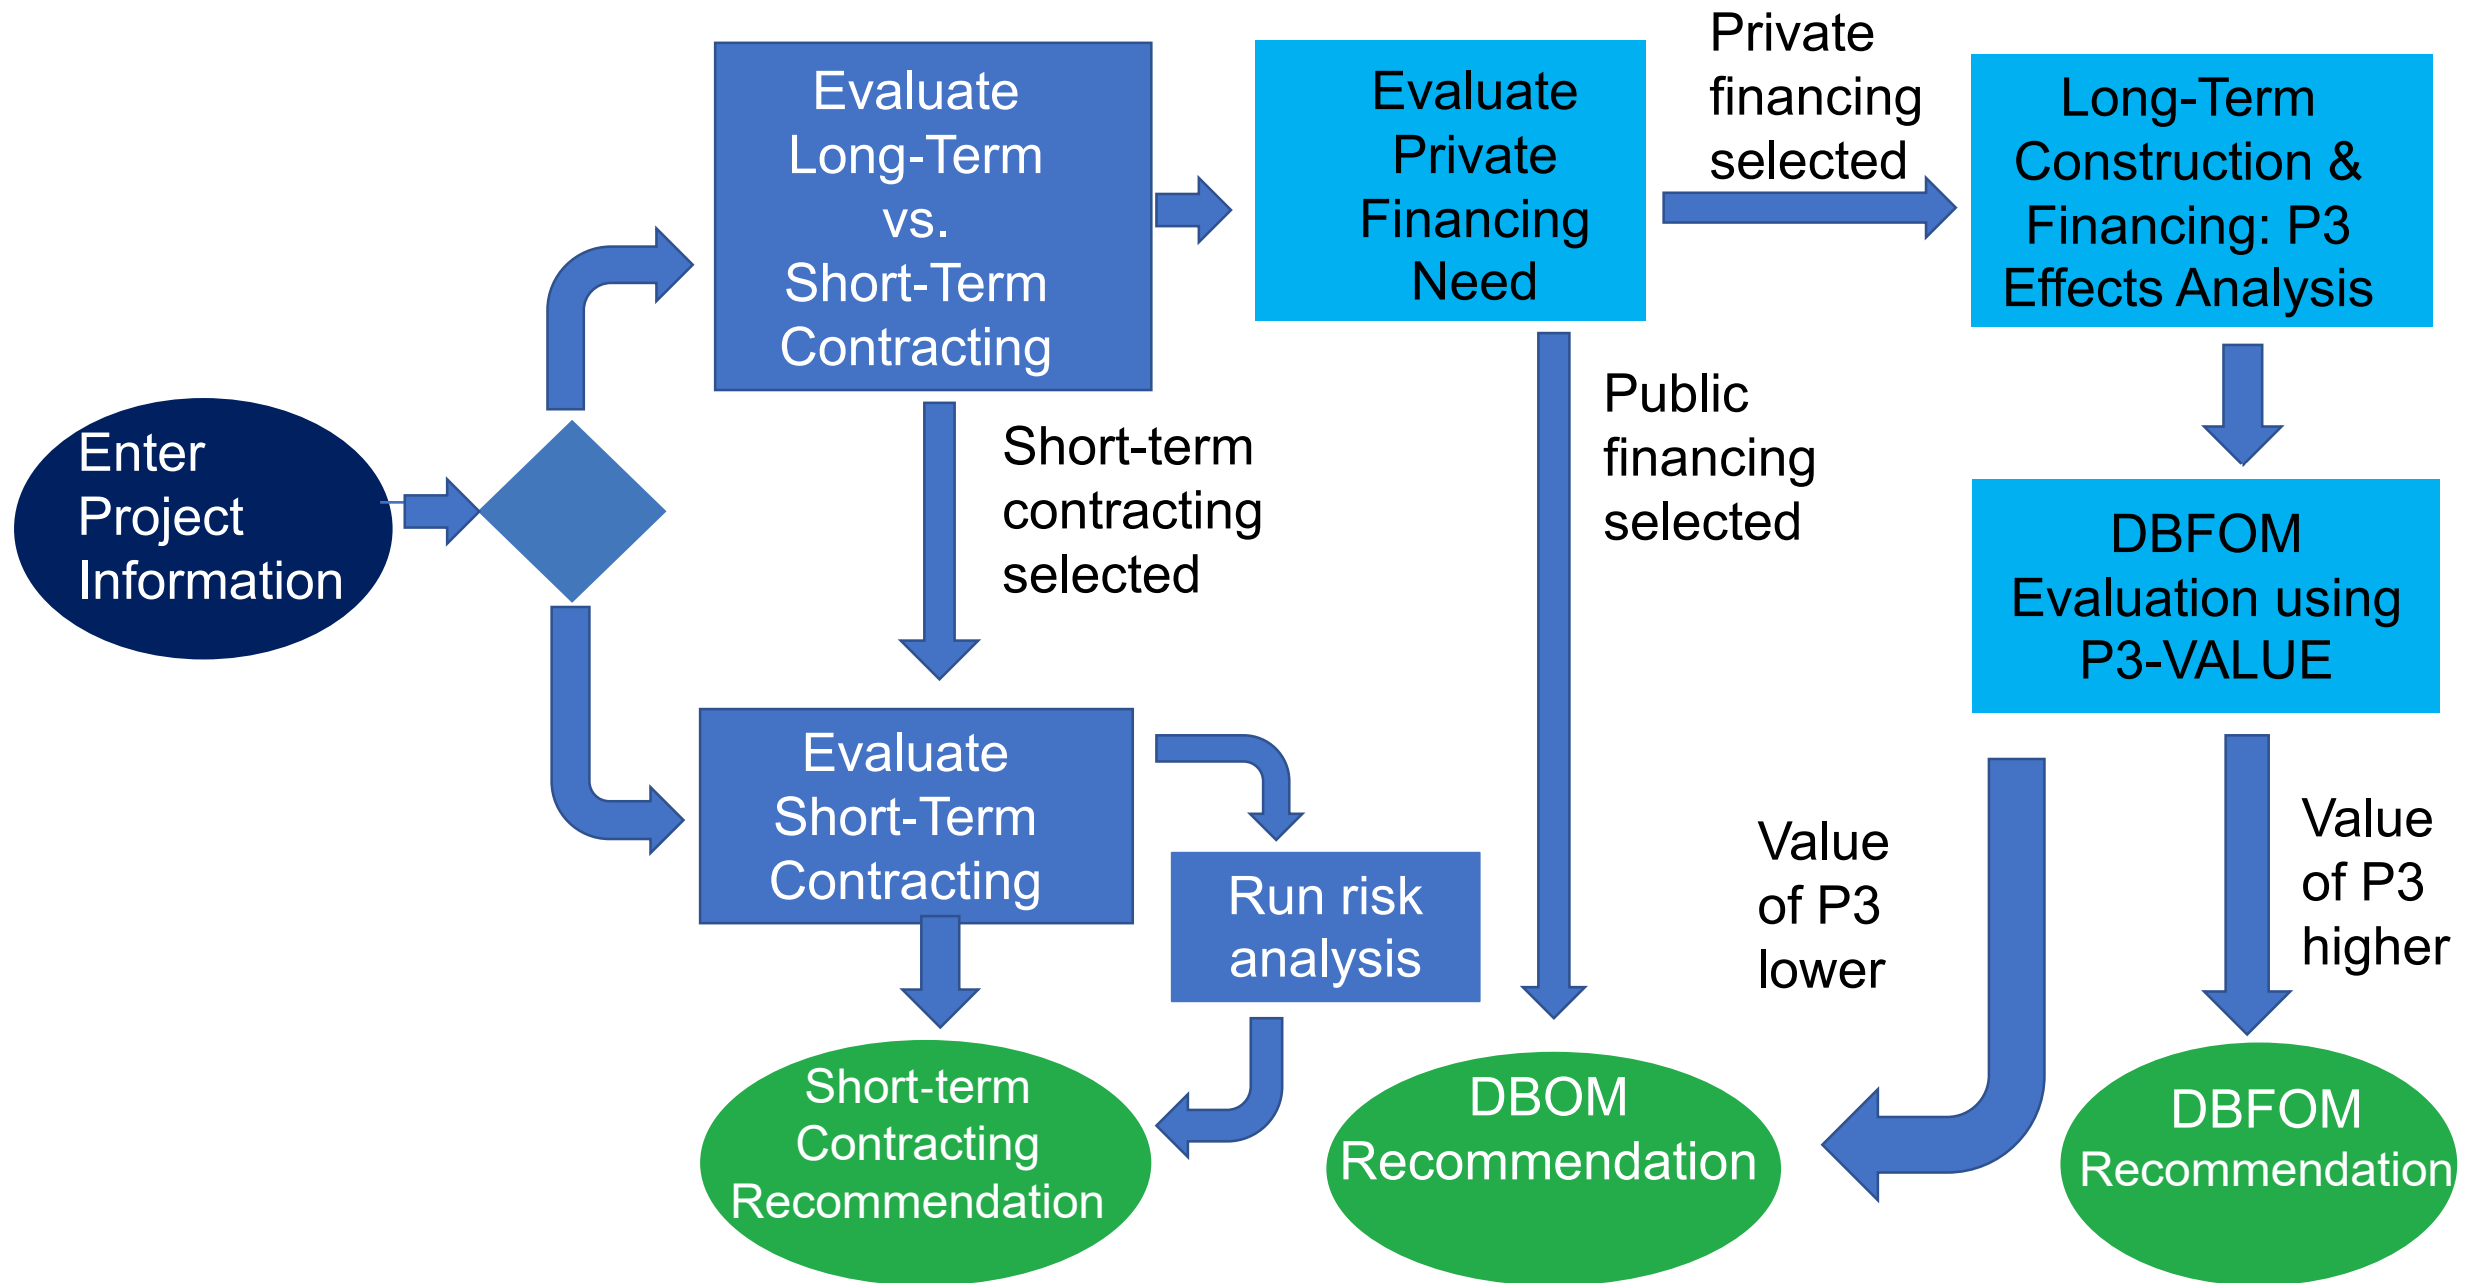 Enter
Project
Information
Evaluate
Long-Term
vs.
Short-Term
Contracting
Evaluate
Private
Financing
Need
Private
financing
selected
Long-Term
Construction &
Financing: P3
Effects Analysis
Short-term
contracting
selected
Public
financing
selected
DBFOM
Evaluation using
P3-VALUE
Evaluate
Short-Term
Contracting
Run risk
analysis
Value
of P3
lower
Value
of P3
higher
Short-term
Contracting
Recommendation
DBOM
Recommendation
DBFOM
Recommendation